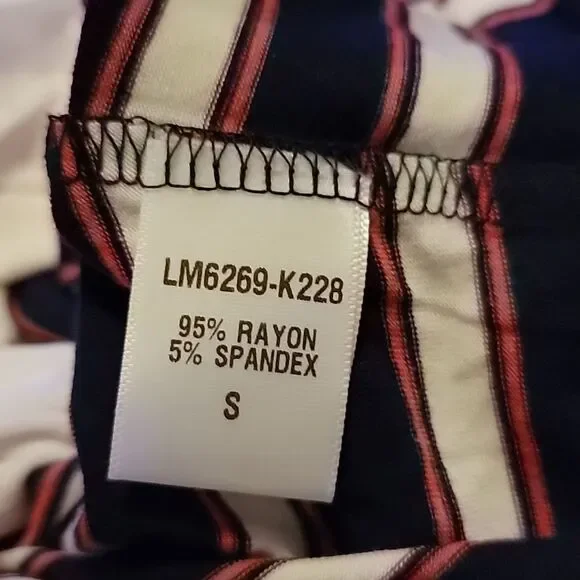 LM6269-K228
95% RAYON
5% SPANDEX
S